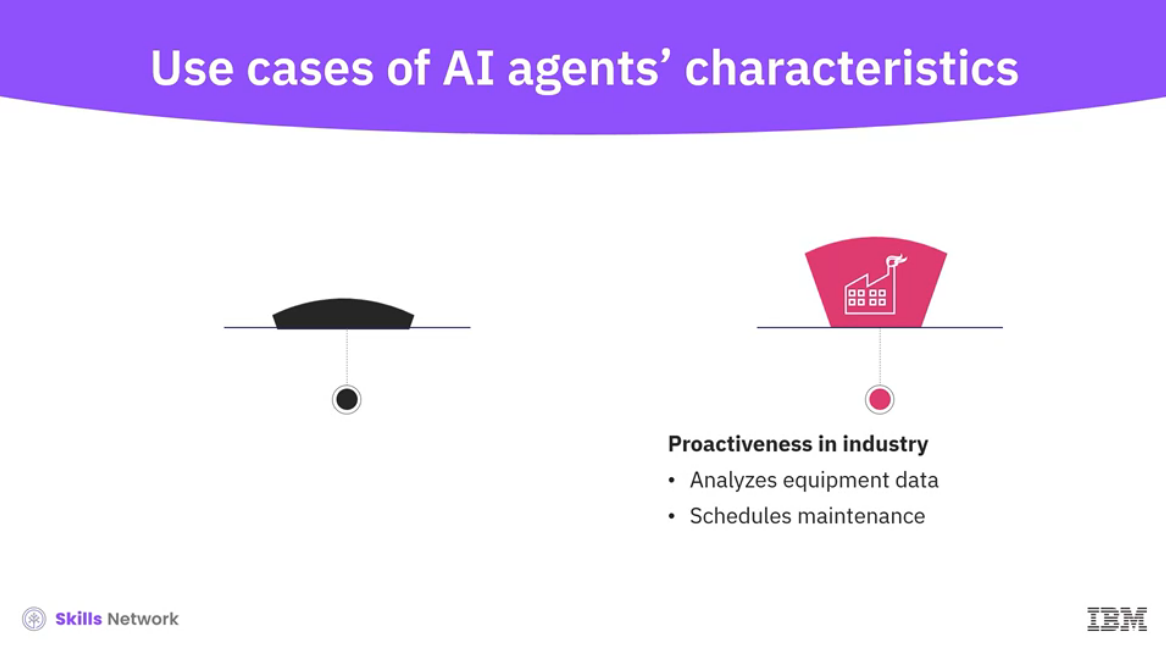 Use cases of AI agents’ characteristics
Proactiveness in industry
• Analyzes equipment data
• Schedules maintenance
Skills Network
IBM